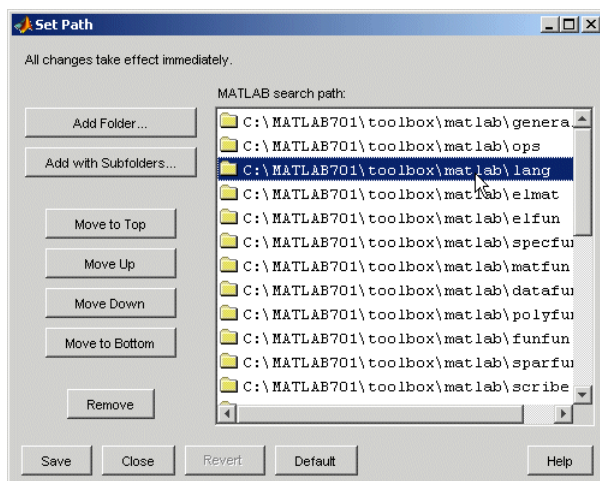 Set Path
All changes take effect immediately.
MATLAB search path:
Add Folder...
Add with Subfolders...
Move to Top
Move Up
Move Down
Move to Bottom
Remove
C:\MATLAB701\toolbox\matlab\genera
C:\MATLAB701\toolbox\matlab\ops
C:\MATLAB701\toolbox\matlab\lang
C:\MATLAB701\toolbox\matlab\elmat
C:\MATLAB701\toolbox\matlab\elfun
C:\MATLAB701\toolbox\matlab\specfun
C:\MATLAB701\toolbox\matlab\matfun
C:\MATLAB701\toolbox\matlab\datafun
C:\MATLAB701\toolbox\matlab\polyfun
C:\MATLAB701\toolbox\matlab\funfun
C:\MATLAB701\toolbox\matlab\sparfun
C:\MATLAB701\toolbox\matlab\scribe
Save
Close
Revert
Default
Help